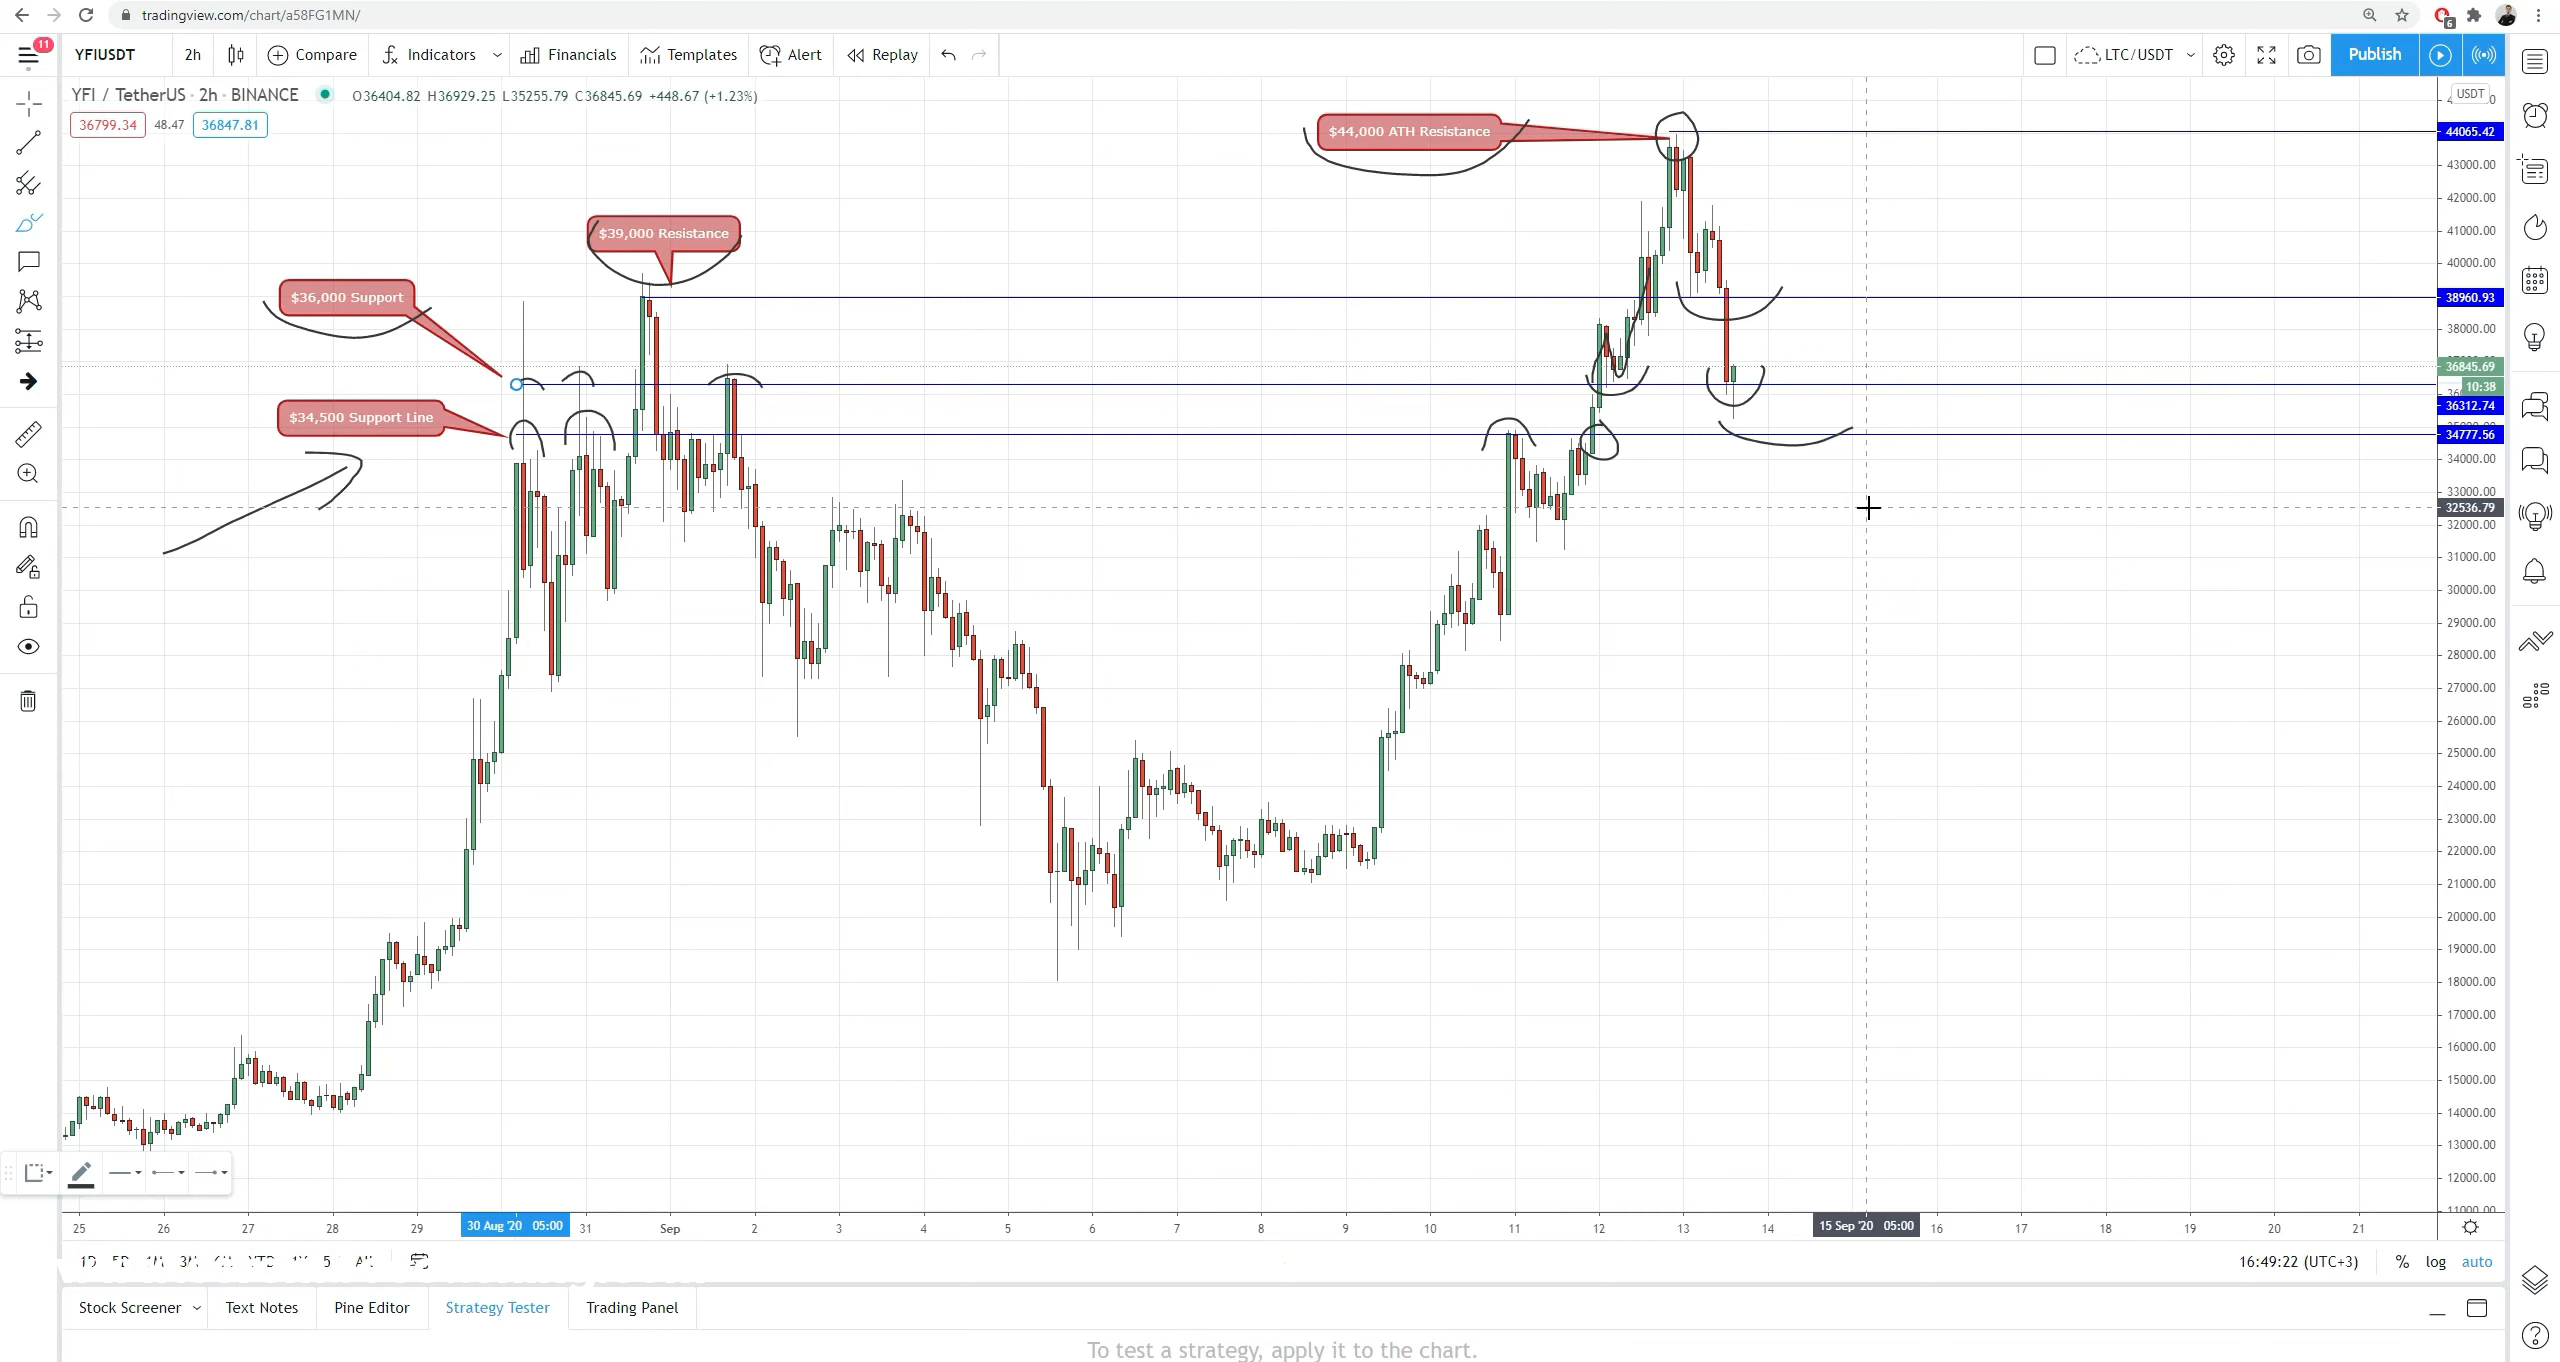 tradingview.com/chart/a58FG1MN/
6
11
YFIUSDT 2h Compare Indicators Financials Templates Alert Replay LTC/USDT Publish
YFI / TetherUS · 2h · BINANCE O36404.82 H36929.25 L35255.79 C36845.69 +448.67 (+1.23%)
36799.34 48.47 36847.81
USDT
$44,000 ATH Resistance
44065.42
43000.00
42000.00
$39,000 Resistance
41000.00
40000.00
$36,000 Support
38960.93
38000.00
36845.69
10:38
36312.74
$34,500 Support Line
34777.56
34000.00
33000.00
32536.79
32000.00
31000.00
30000.00
29000.00
28000.00
27000.00
26000.00
25000.00
24000.00
23000.00
22000.00
21000.00
20000.00
19000.00
18000.00
17000.00
16000.00
15000.00
14000.00
13000.00
12000.00
11000.00
25 26 27 28 29 30 Aug '20 05:00 31 Sep 2 3 4 5 6 7 8 9 10 11 12 13 14 15 Sep '20 05:00 16 17 18 19 20 21
16:49:22 (UTC+3) % log auto
Stock Screener Text Notes Pine Editor Strategy Tester Trading Panel
To test a strategy, apply it to the chart.